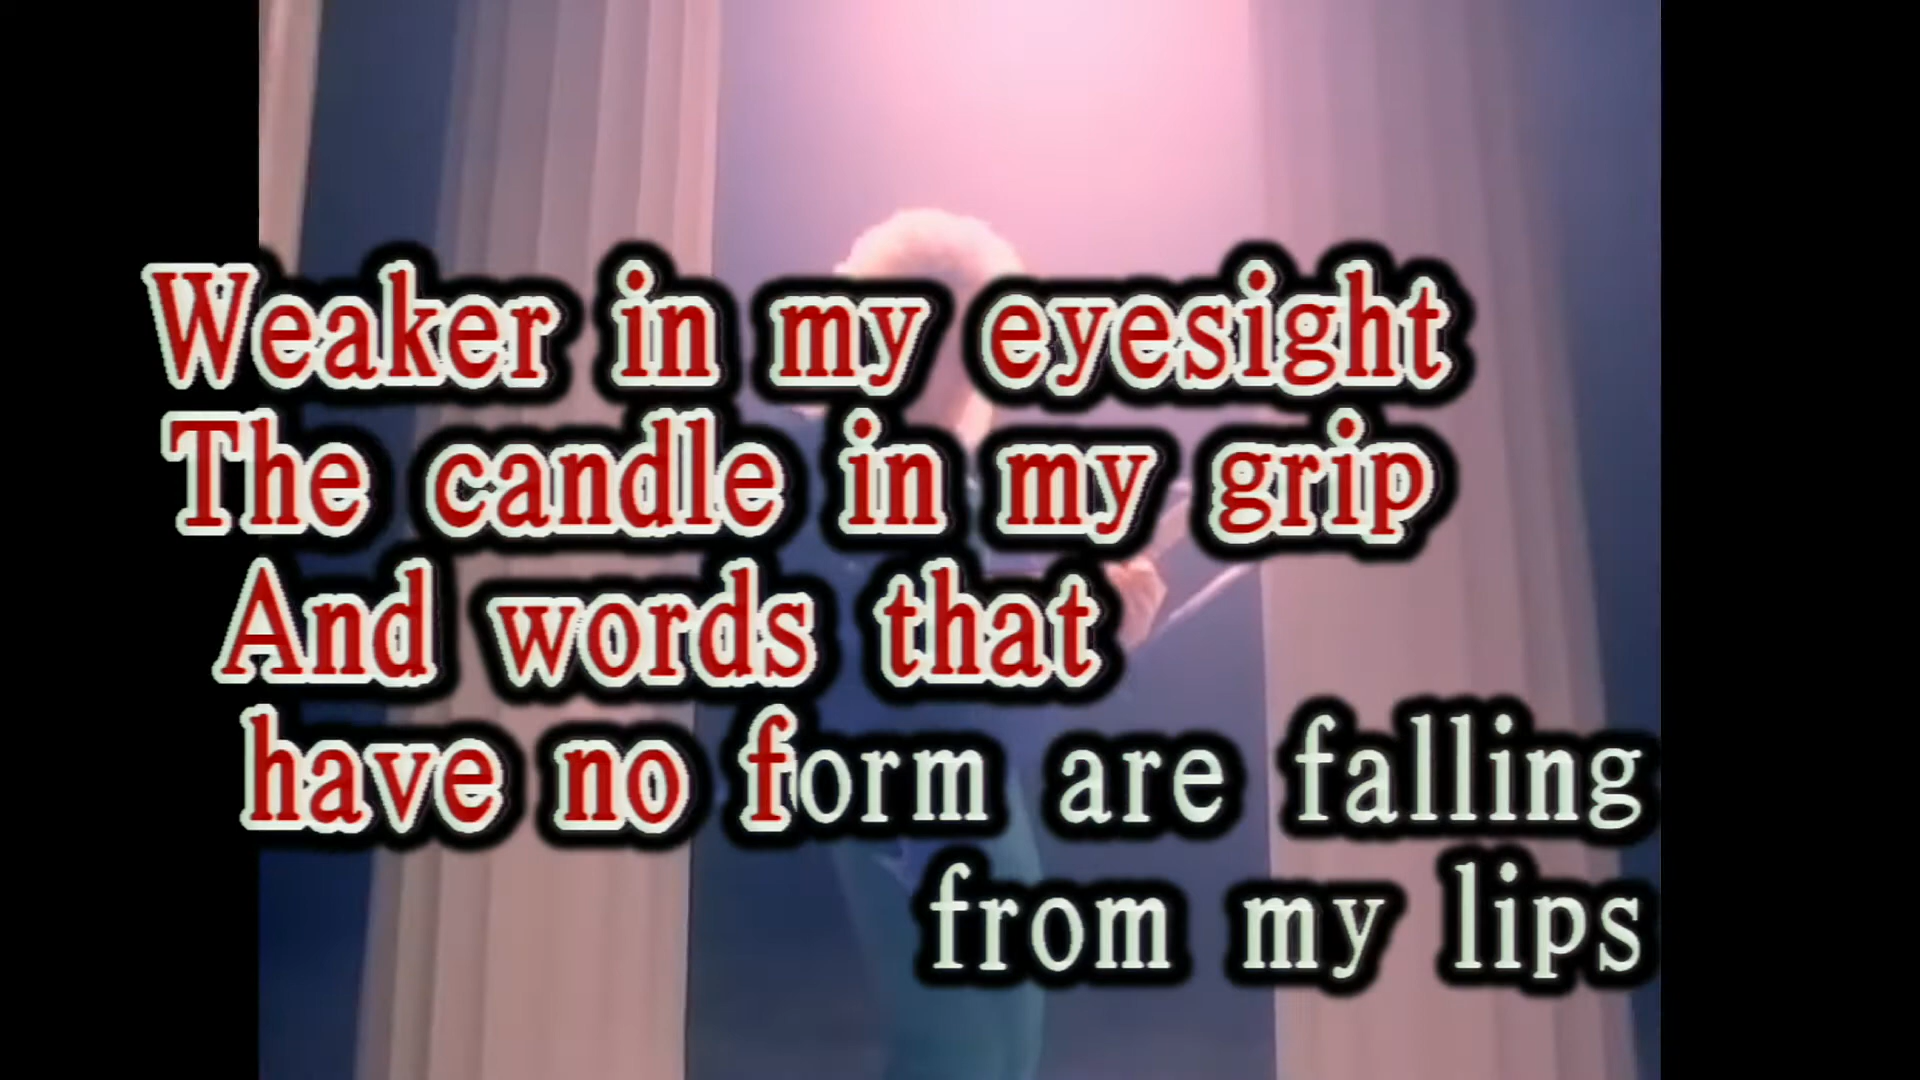 Weaker in my eyesight
The candle in my grip
And words that
have no form are falling
from my lips